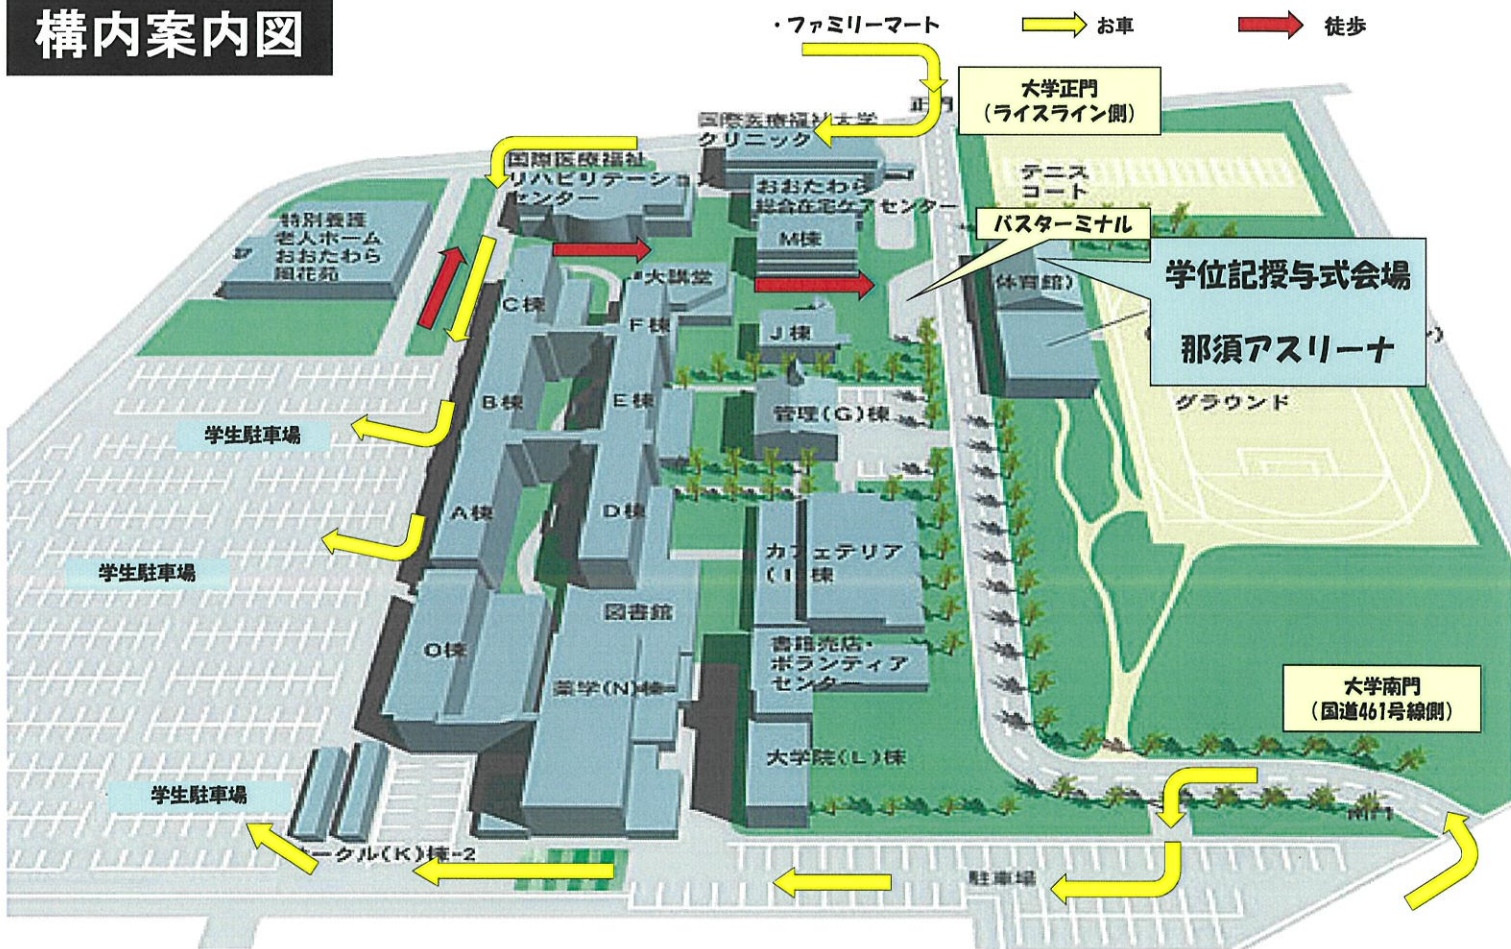 構内案内図
・ファミリーマート
お車
徒歩
大学正門
(ライスライン側)
正門
国際医療福祉大学
クリニック
国際医療福祉
リハビリテーション
センター
おおたわら
総合在宅ケアセンター
テニス
コート
バスターミナル
M棟
特別養護
老人ホーム
おおたわら
風花苑
学位記授与式会場
那須アスリーナ
体育館)
大講堂
C棟
F棟
J棟
B棟
E棟
管理(G)棟
グラウンド
学生駐車場
A棟
D棟
カフェテリア
(I)棟
学生駐車場
図書館
O棟
書籍売店・
ボランティア
センター
薬学(N)棟
大学南門
(国道461号線側)
大学院(L)棟
学生駐車場
南門
サークル(K)棟-2
駐車場